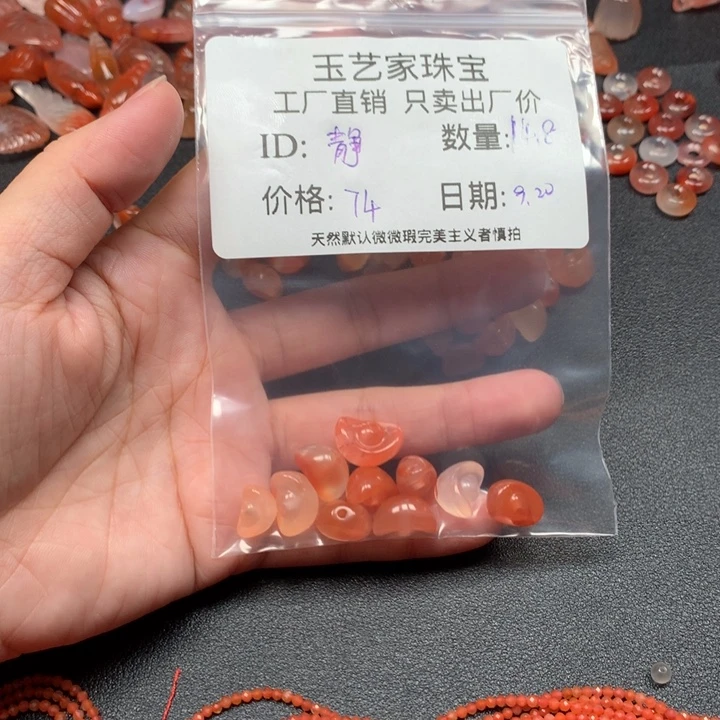 玉艺家珠宝
工厂直销 只卖出厂价
ID: 静 数量:
价格: 74 日期: 9.20
天然默认微微瑕完美主义者慎拍